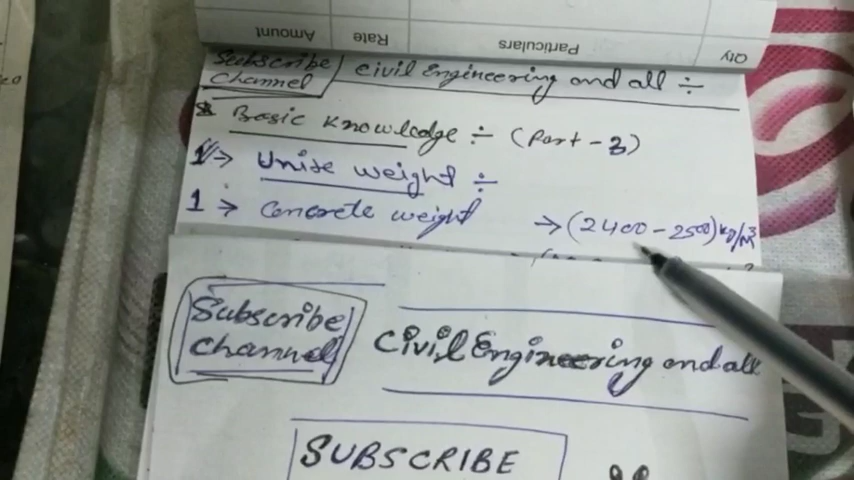 Qty Particulars Rate Amount
Subscribe Channel / Civil Engineering and all ÷
Basic Knowledge ÷ (Part - 3)
1 → Unite weight ÷
1 → Concrete weight → (2400 - 2500) kg/m³
Subscribe
Channel
Civil Engineering and all
SUBSCRIBE